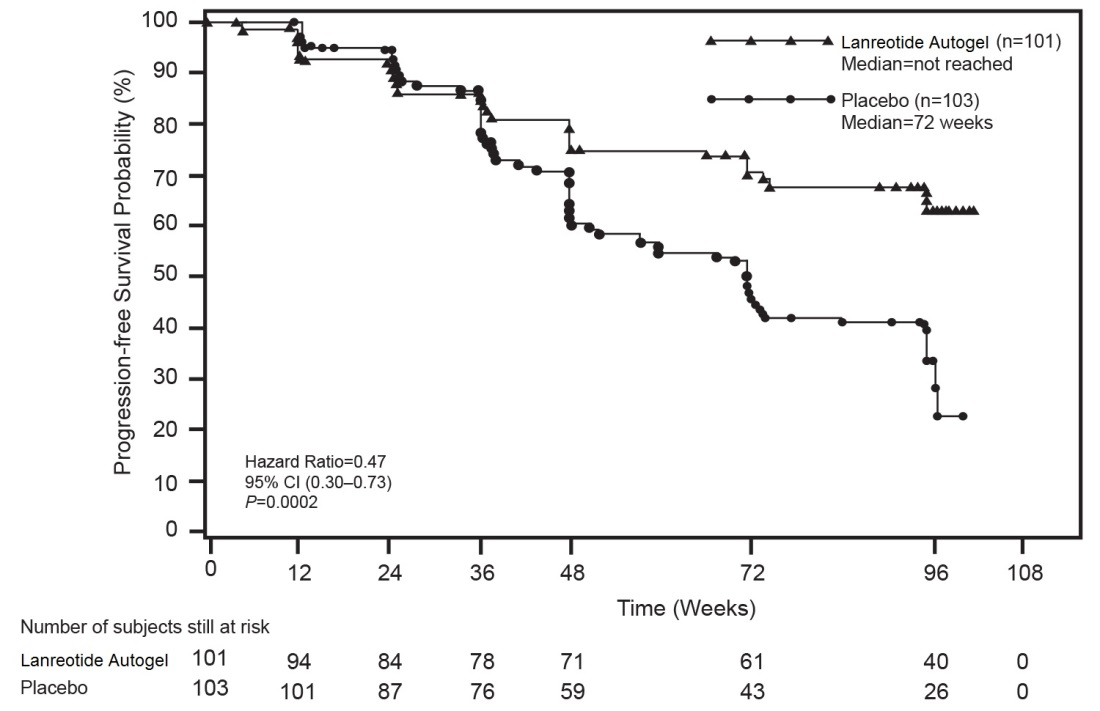 Progression-free Survival Probability (%)
100
90
80
70
60
50
40
30
20
10
0
Lanreotide Autogel (n=101)
Median=not reached
Placebo (n=103)
Median=72 weeks
Hazard Ratio=0.47
95% CI (0.30–0.73)
P=0.0002
0 12 24 36 48 72 96 108
Time (Weeks)
Number of subjects still at risk
Lanreotide Autogel 101 94 84 78 71 61 40 0
Placebo 103 101 87 76 59 43 26 0